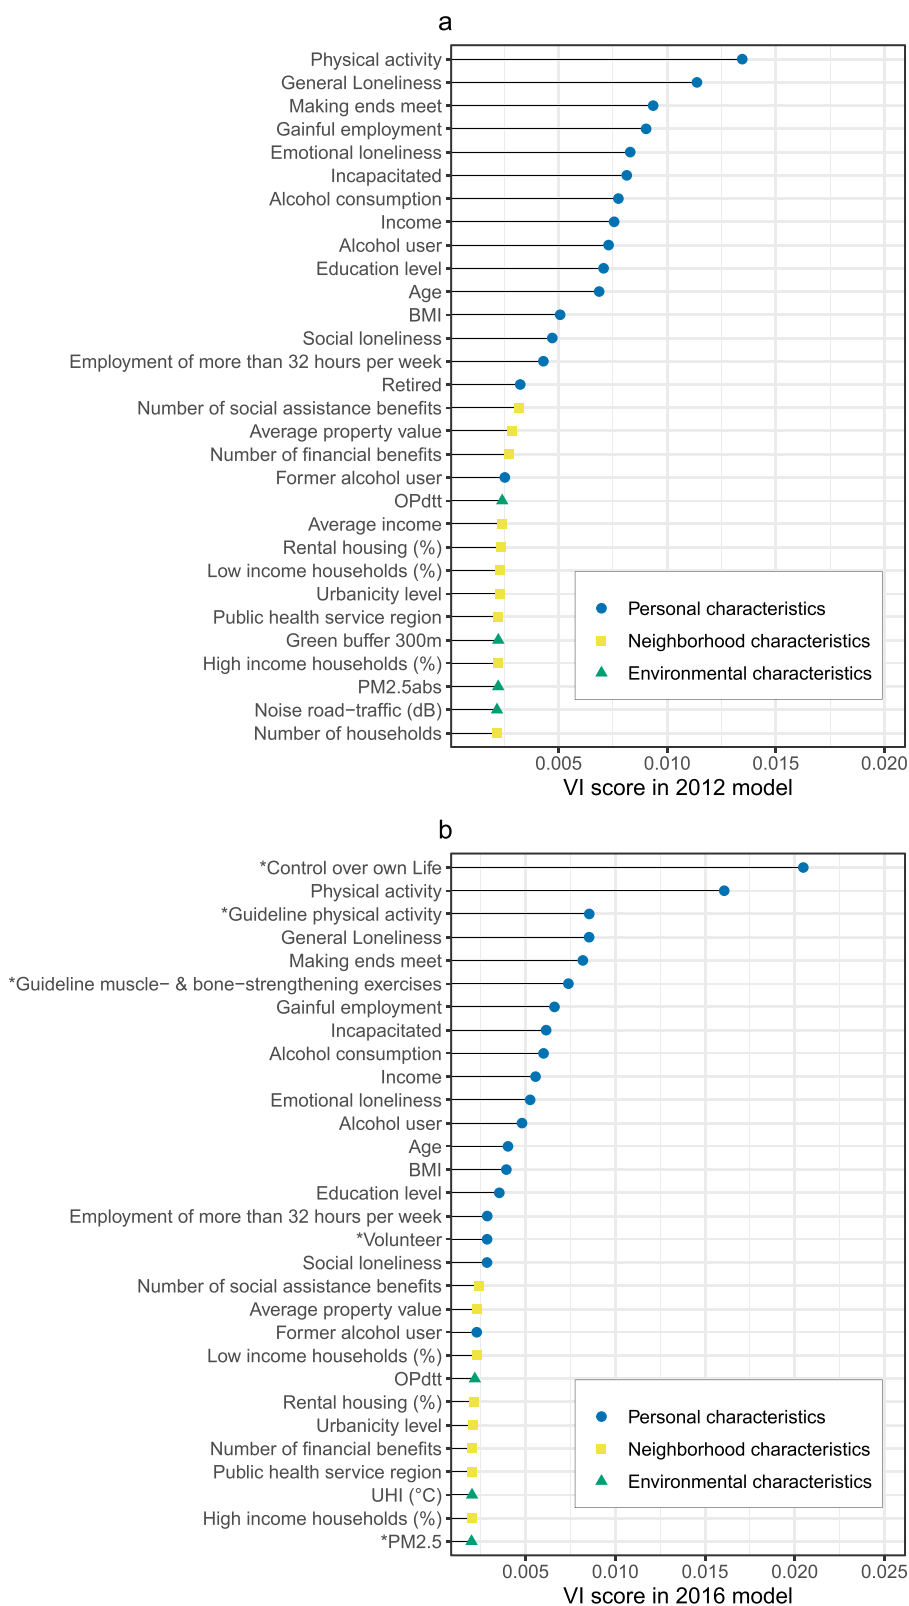 a
Physical activity
General Loneliness
Making ends meet
Gainful employment
Emotional loneliness
Incapacitated
Alcohol consumption
Income
Alcohol user
Education level
Age
BMI
Social loneliness
Employment of more than 32 hours per week
Retired
Number of social assistance benefits
Average property value
Number of financial benefits
Former alcohol user
OPdtt
Average income
Rental housing (%)
Low income households (%)
Urbanicity level
Public health service region
Green buffer 300m
High income households (%)
PM2.5abs
Noise road−traffic (dB)
Number of households
Personal characteristics
Neighborhood characteristics
Environmental characteristics
0.005 0.010 0.015 0.020
VI score in 2012 model
b
*Control over own Life
Physical activity
*Guideline physical activity
General Loneliness
Making ends meet
*Guideline muscle− & bone−strengthening exercises
Gainful employment
Incapacitated
Alcohol consumption
Income
Emotional loneliness
Alcohol user
Age
BMI
Education level
Employment of more than 32 hours per week
*Volunteer
Social loneliness
Number of social assistance benefits
Average property value
Former alcohol user
Low income households (%)
OPdtt
Rental housing (%)
Urbanicity level
Number of financial benefits
Public health service region
UHI (°C)
High income households (%)
*PM2.5
Personal characteristics
Neighborhood characteristics
Environmental characteristics
0.005 0.010 0.015 0.020 0.025
VI score in 2016 model